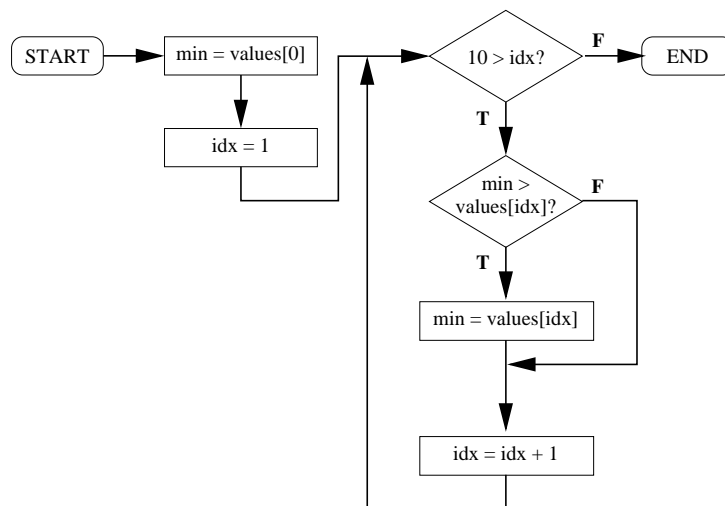 START
min = values[0]
idx = 1
10 > idx?
F
END
T
min >
values[idx]?
F
T
min = values[idx]
idx = idx + 1